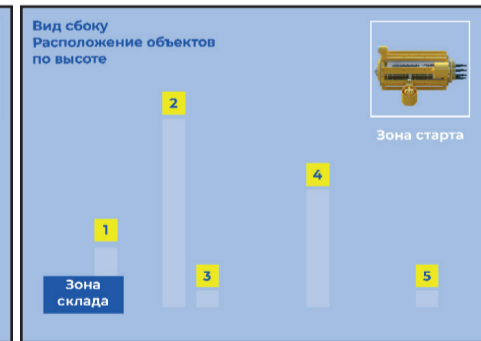 Вид сбоку
Расположение объектов
по высоте
Зона старта
2
4
1
3
5
Зона
склада